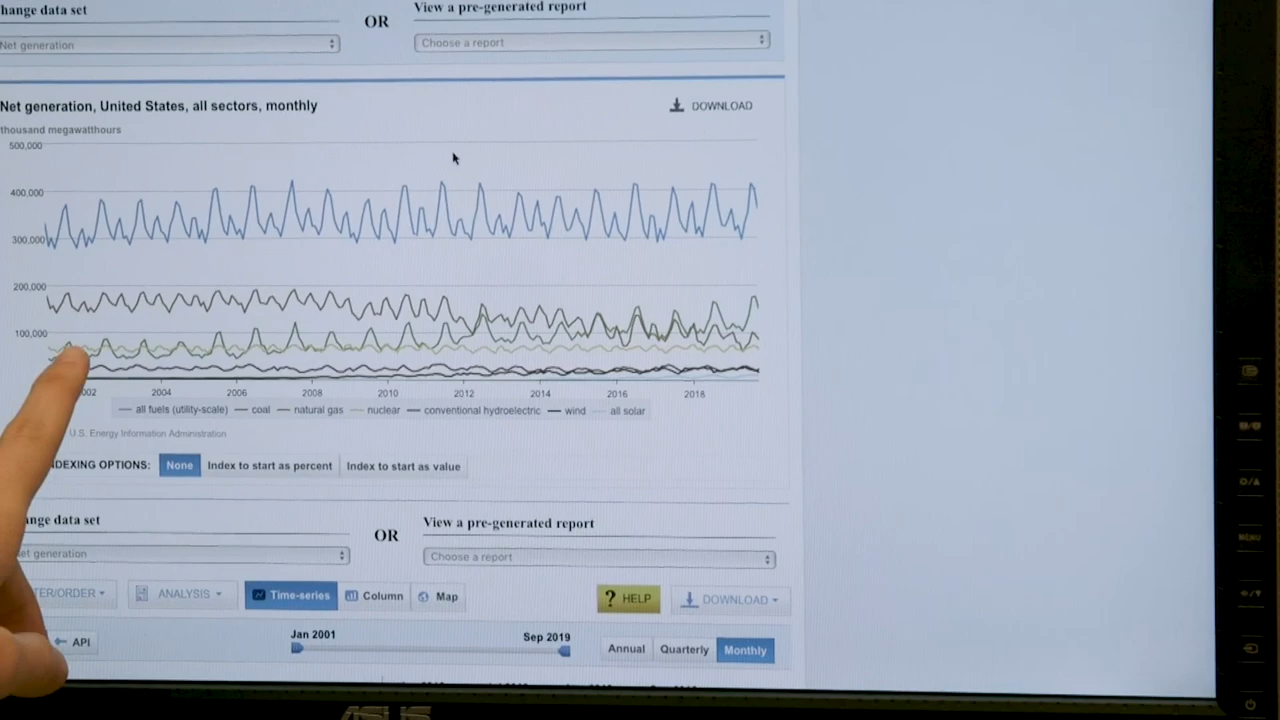 hange data set
OR
View a pre-generated report
Net generation
Choose a report
Net generation, United States, all sectors, monthly
DOWNLOAD
thousand megawatthours
500,000
400,000
300,000
200,000
100,000
002 2004 2006 2008 2010 2012 2014 2016 2018
all fuels (utility-scale) coal natural gas nuclear conventional hydroelectric wind all solar
U.S. Energy Information Administration
DEXING OPTIONS: None Index to start as percent Index to start as value
nge data set
OR
View a pre-generated report
et generation
Choose a report
TER/ORDER ANALYSIS Time-series Column Map ? HELP DOWNLOAD
API
Jan 2001
Sep 2019
Annual Quarterly Monthly
MENU